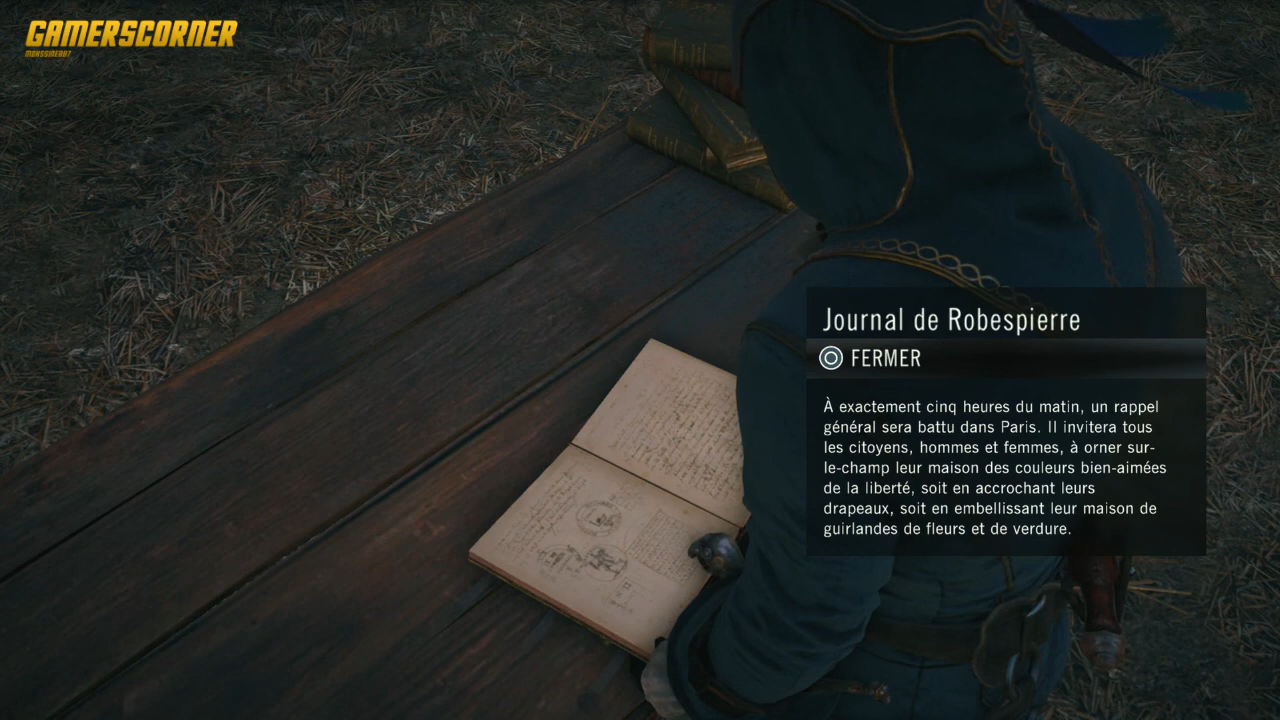 GAMERSCORNER
MOHSSINE007
Journal de Robespierre
FERMER
À exactement cinq heures du matin, un rappel
général sera battu dans Paris. Il invitera tous
les citoyens, hommes et femmes, à orner sur-
le-champ leur maison des couleurs bien-aimées
de la liberté, soit en accrochant leurs
drapeaux, soit en embellissant leur maison de
guirlandes de fleurs et de verdure.